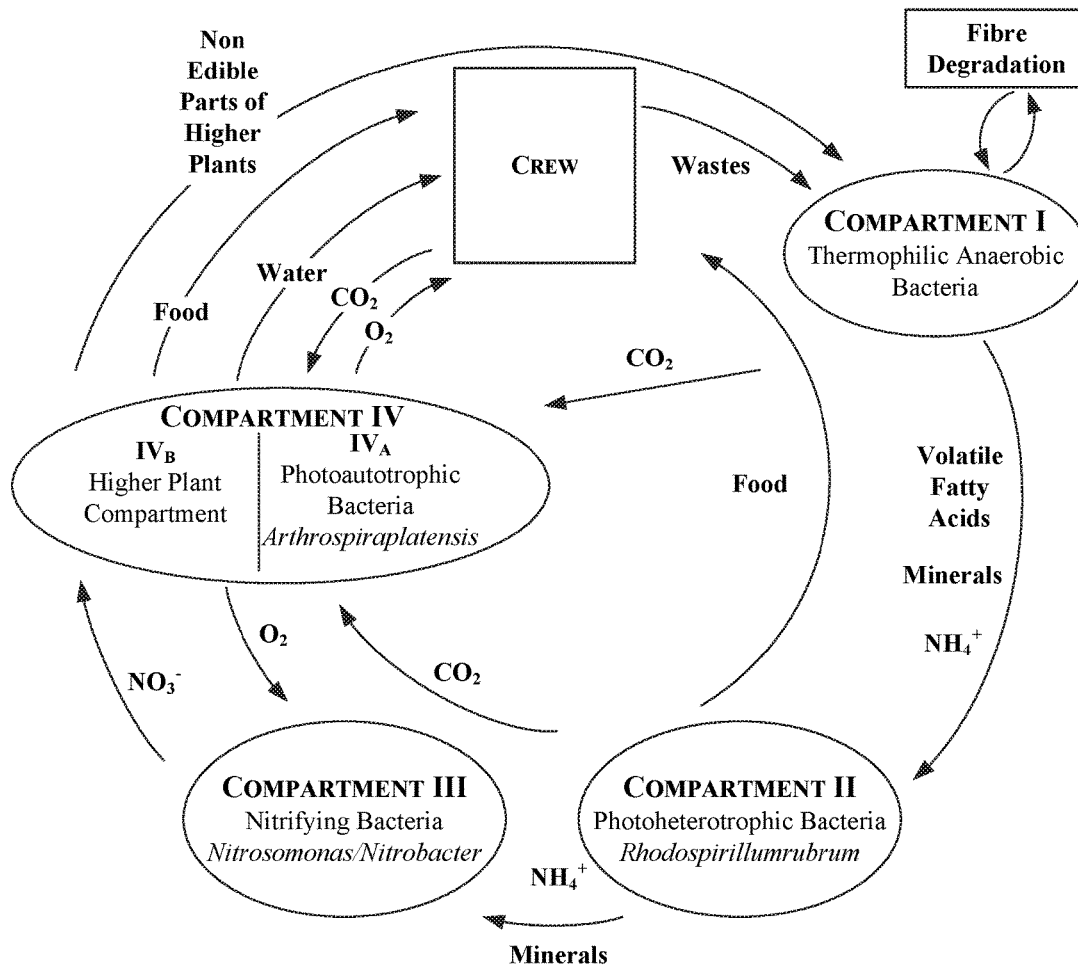 Non
Edible
Parts of
Higher
Plants
Fibre
Degradation
CREW
Wastes
COMPARTMENT I
Thermophilic Anaerobic
Bacteria
Water
CO₂
Food
O₂
CO₂
COMPARTMENT IV
IV_B
Higher Plant
Compartment
IV_A
Photoautotrophic
Bacteria
Arthrospiraplatensis
Food
Volatile
Fatty
Acids
Minerals
NH₄⁺
O₂
NO₃⁻
CO₂
COMPARTMENT III
Nitrifying Bacteria
Nitrosomonas/Nitrobacter
COMPARTMENT II
Photoheterotrophic Bacteria
Rhodospirillumrubrum
NH₄⁺
Minerals